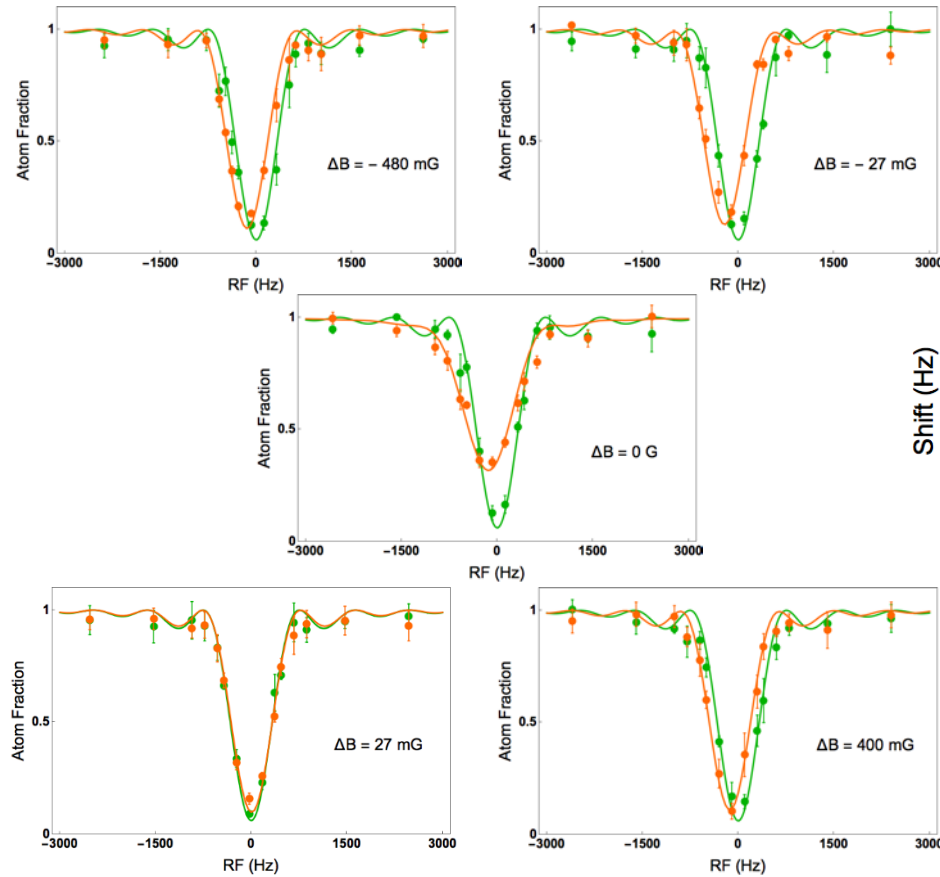 1
0.5
0
Atom Fraction
ΔB = − 480 mG
−3000 −1500 0 1500 3000
RF (Hz)
1
0.5
0
Atom Fraction
ΔB = − 27 mG
−3000 −1500 0 1500 3000
RF (Hz)
1
0.5
0
Atom Fraction
ΔB = 0 G
−3000 −1500 0 1500 3000
RF (Hz)
Shift (Hz)
1
0.5
0
Atom Fraction
ΔB = 27 mG
−3000 −1500 0 1500 3000
RF (Hz)
1
0.5
0
Atom Fraction
ΔB = 400 mG
−3000 −1500 0 1500 3000
RF (Hz)